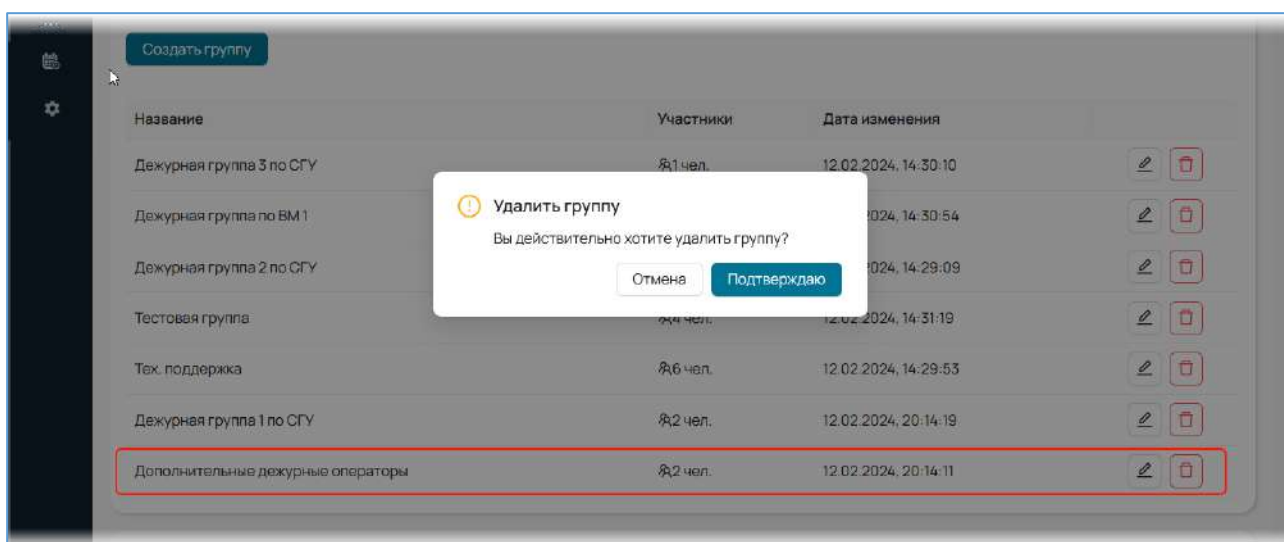 Создать группу
Название Участники Дата изменения
Дежурная группа 3 по СГУ 1 чел. 12.02.2024, 14:30:10
Удалить группу
Дежурная группа по ВМ 1 2024, 14:30:54
Вы действительно хотите удалить группу?
Дежурная группа 2 по СГУ 2024, 14:29:09
Отмена Подтверждаю
Тестовая группа 4 чел. 12.02.2024, 14:31:19
Тех. поддержка 6 чел. 12.02.2024, 14:29:53
Дежурная группа 1 по СГУ 2 чел. 12.02.2024, 20:14:19
Дополнительные дежурные операторы 2 чел. 12.02.2024, 20:14:11